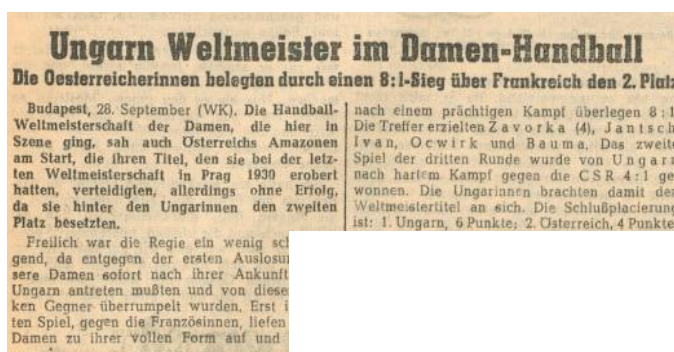 Ungarn Weltmeister im Damen-Handball
Die Oesterreicherinnen belegten durch einen 8:1-Sieg über Frankreich den 2. Platz
Budapest, 28. September (WK). Die Handball-
Weltmeisterschaft der Damen, die hier in
Szene ging, sah auch Österreichs Amazonen
am Start, die ihren Titel, den sie bei der letz-
ten Weltmeisterschaft in Prag 1930 erobert
hatten, verteidigten, allerdings ohne Erfolg,
da sie hinter den Ungarinnen den zweiten
Platz besetzten.
Freilich war die Regie ein wenig
gend, da entgegen der ersten
sere Damen sofort nach ihrer Ankunft
Ungarn antreten mußten und von
ken Gegner überrumpelt wurden. Erst
ten Spiel, gegen die Französinnen, liefen
Damen zu ihrer vollen Form auf und
nach einem prächtigen Kampf überlegen 8:1
Die Treffer erzielten Zavorka (4), Jantsch
Ivan, Ocwirk und Bauma. Das zweite
Spiel der dritten Runde wurde von Ungarn
nach hartem Kampf gegen die CSR 4:1 ge
wonnen. Die Ungarinnen brachten damit den
Weltmeistertitel an sich. Die Schlußplacierung
ist: 1. Ungarn, 6 Punkte; 2. Österreich, 4 Punkte